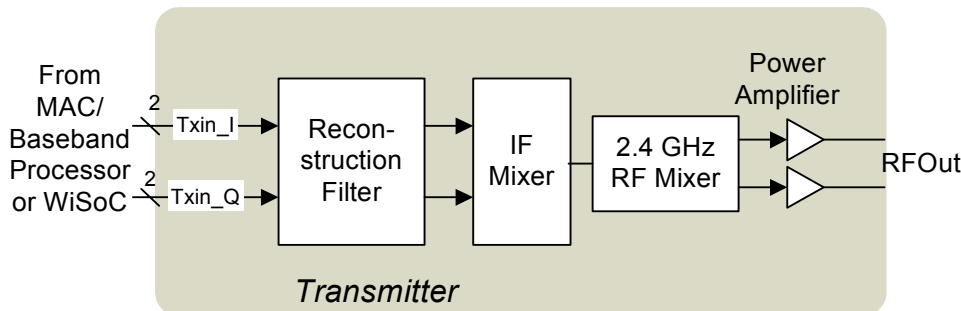 From
MAC/
Baseband
Processor
or WiSoC
2
Txin_I
2
Txin_Q
Recon-
struction
Filter
IF
Mixer
2.4 GHz
RF Mixer
Power
Amplifier
RFOut
Transmitter